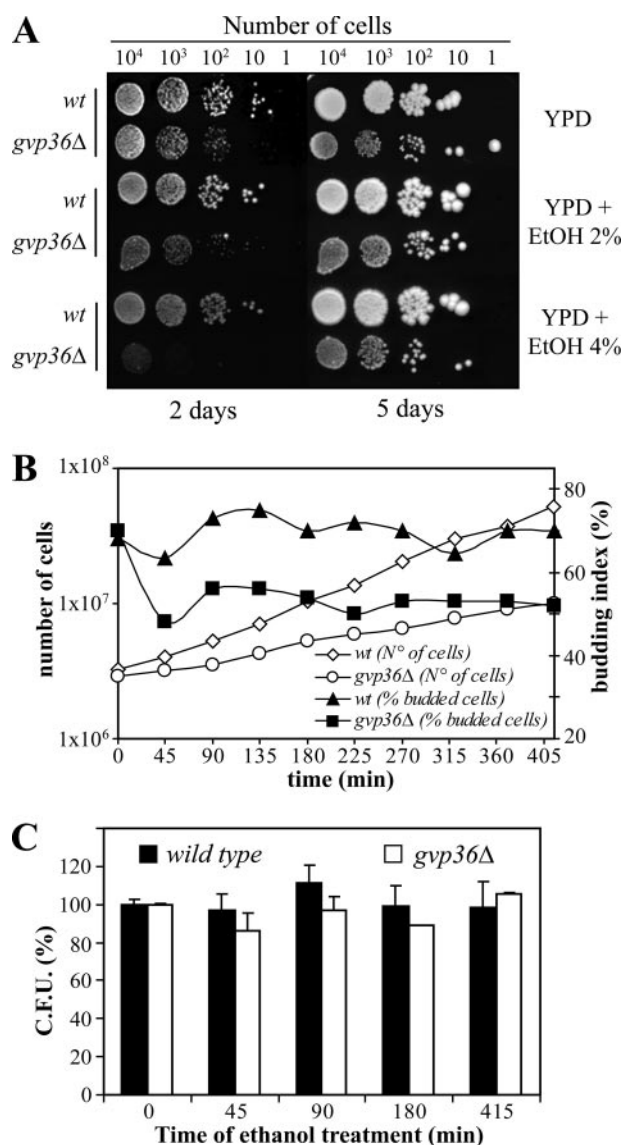 A
Number of cells
10⁴ 10³ 10² 10 1 10⁴ 10³ 10² 10 1
wt
gvp36Δ
YPD
wt
gvp36Δ
YPD +
EtOH 2%
wt
gvp36Δ
YPD +
EtOH 4%
2 days 5 days
B
1x10⁸
1x10⁷
1x10⁶
number of cells
80
60
40
20
budding index (%)
wt (N° of cells)
gvp36Δ (N° of cells)
wt (% budded cells)
gvp36Δ (% budded cells)
0 45 90 135 180 225 270 315 360 405
time (min)
C
wild type gvp36Δ
120
100
80
60
40
20
0
C.F.U. (%)
0 45 90 180 415
Time of ethanol treatment (min)